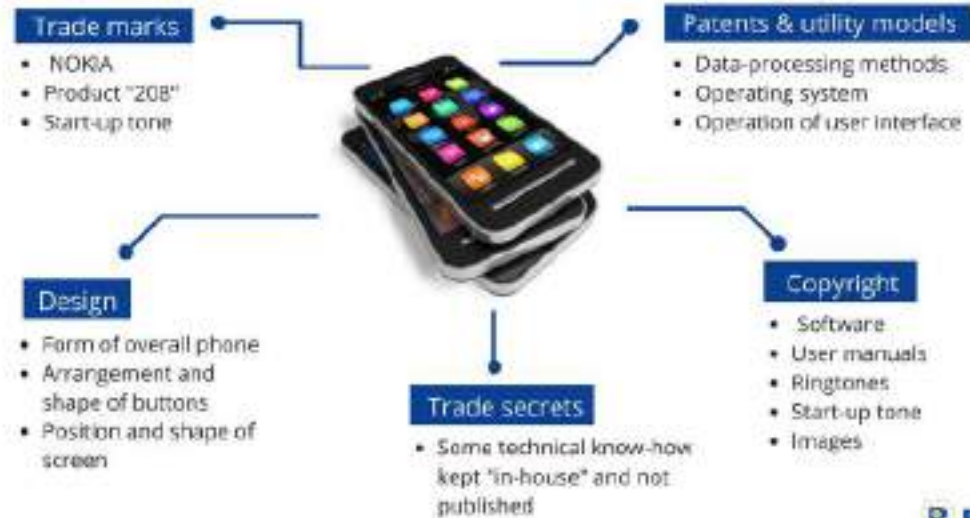 Trade marks
• NOKIA
• Product "208"
• Start-up tone
Patents & utility models
• Data-processing methods
• Operating system
• Operation of user interface
Design
• Form of overall phone
• Arrangement and
shape of buttons
• Position and shape of
screen
Trade secrets
• Some technical know-how
kept "in-house" and not
published
Copyright
• Software
• User manuals
• Ringtones
• Start-up tone
• Images